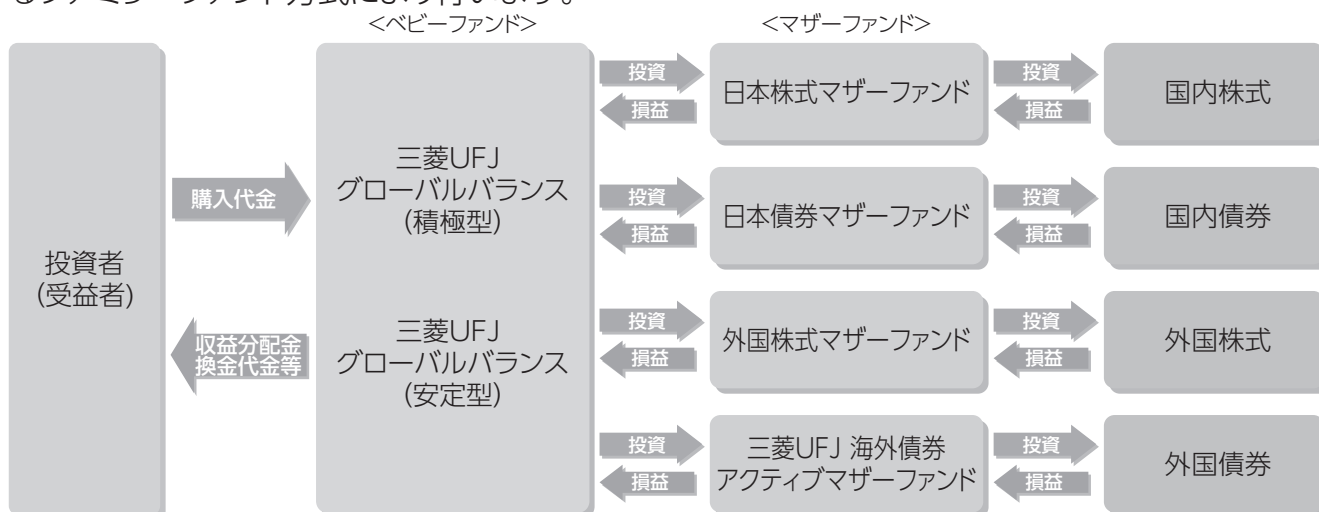 <ベビーファンド>
<マザーファンド>
投資者
(受益者)
購入代金
収益分配金
換金代金等
三菱UFJ
グローバルバランス
(積極型)
三菱UFJ
グローバルバランス
(安定型)
投資
損益
日本株式マザーファンド
投資
損益
国内株式
投資
損益
日本債券マザーファンド
投資
損益
国内債券
投資
損益
外国株式マザーファンド
投資
損益
外国株式
投資
損益
三菱UFJ 海外債券
アクティブマザーファンド
投資
損益
外国債券